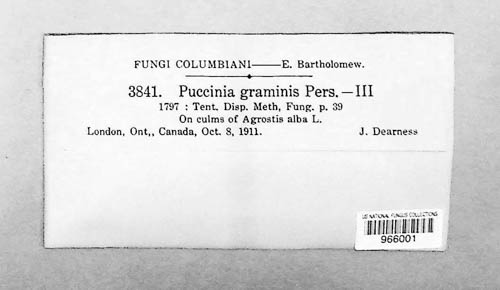 FUNGI COLUMBIANI—E. Bartholomew.
3841. Puccinia graminis Pers.—III
1797 : Tent. Disp. Meth, Fung. p. 39
On culms of Agrostis alba L.
London, Ont,, Canada, Oct. 8, 1911. J. Dearness
US NATIONAL FUNGUS COLLECTIONS
966001